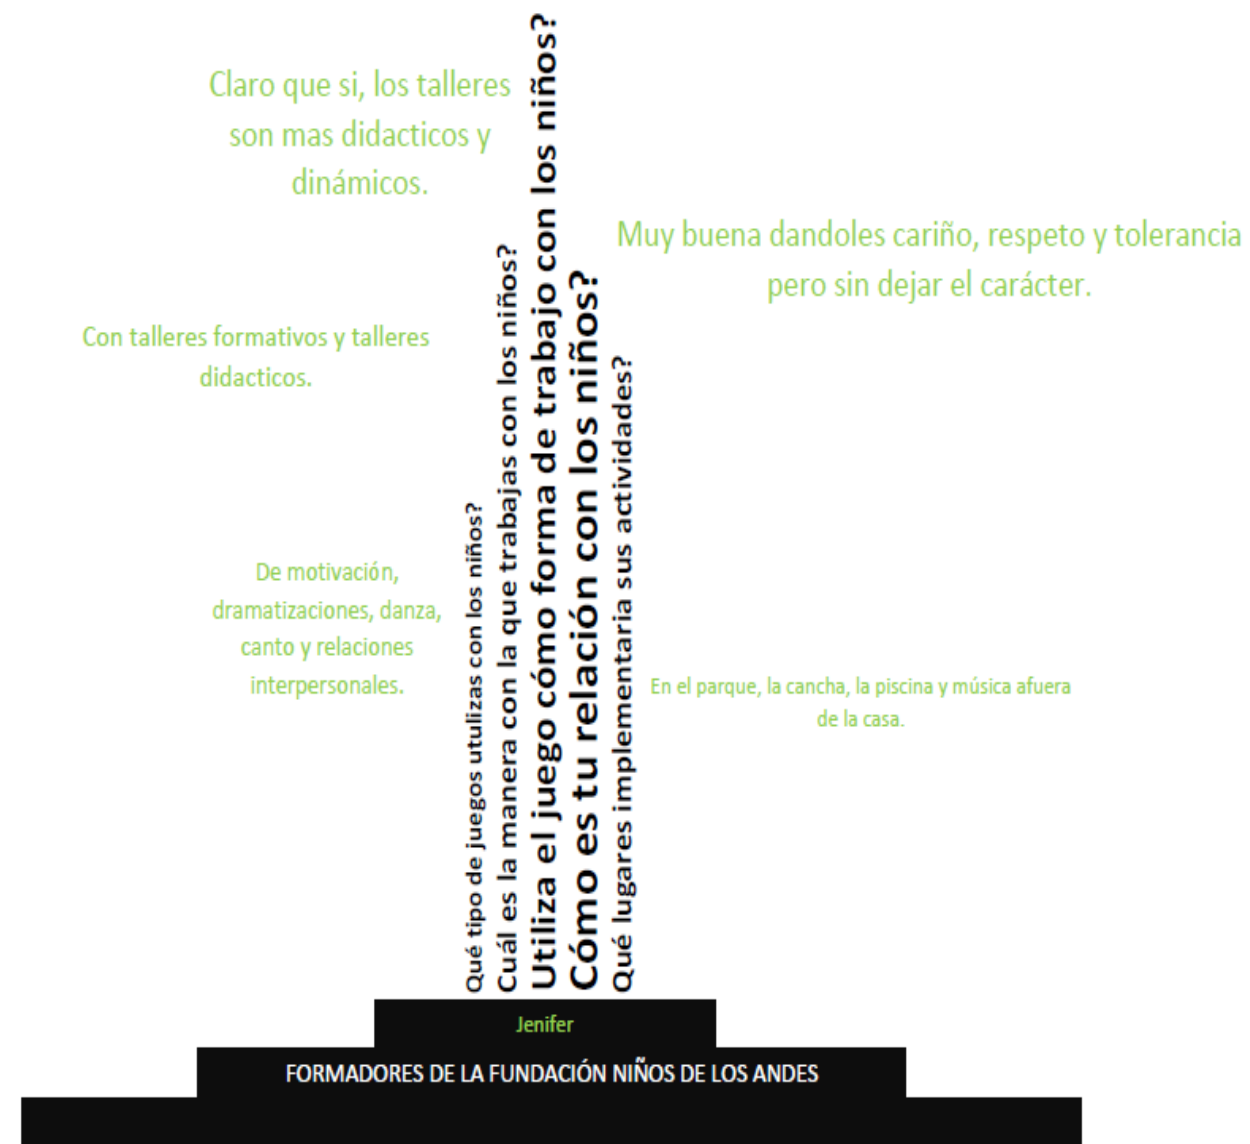 Claro que si, los talleres
son mas didacticos y
dinámicos.
Muy buena dandoles cariño, respeto y tolerancia
pero sin dejar el carácter.
Con talleres formativos y talleres
didacticos.
De motivación,
dramatizaciones, danza,
canto y relaciones
interpersonales.
En el parque, la cancha, la piscina y música afuera
de la casa.
Qué tipo de juegos utulizas con los niños?
Cuál es la manera con la que trabajas con los niños?
Utiliza el juego cómo forma de trabajo con los niños?
Cómo es tu relación con los niños?
Qué lugares implementaria sus actividades?
Jenifer
FORMADORES DE LA FUNDACIÓN NIÑOS DE LOS ANDES